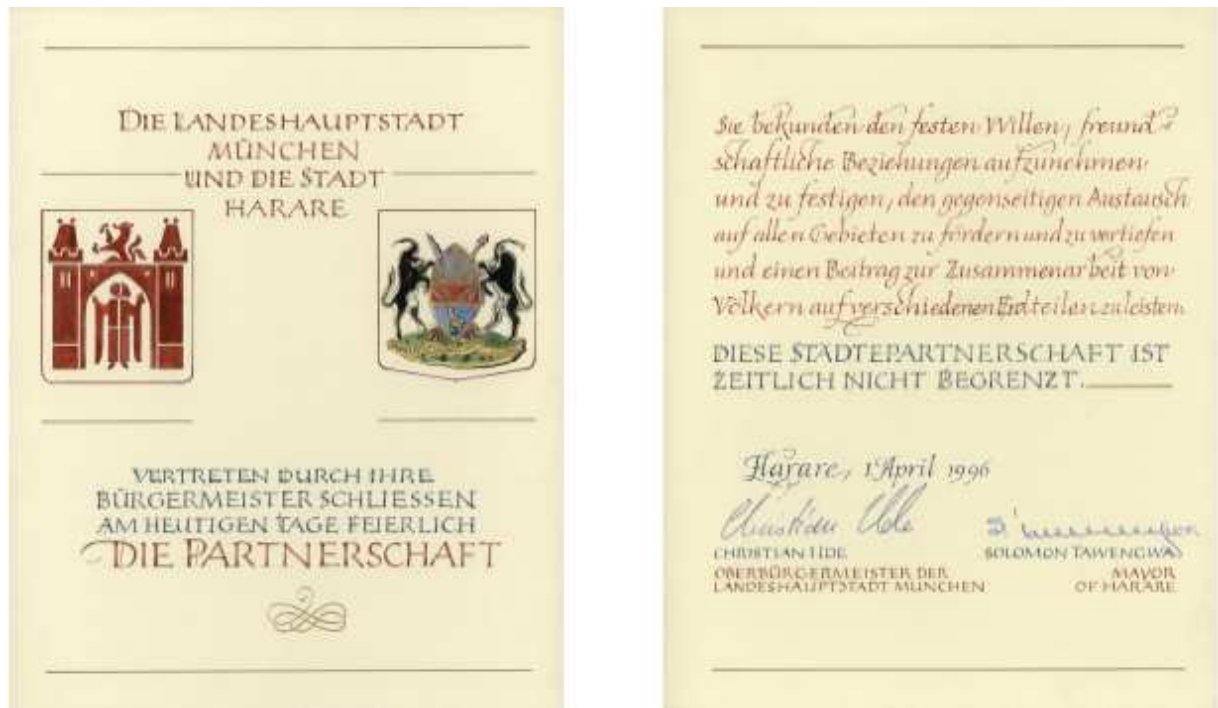 DIE LANDESHAUPTSTADT
MÜNCHEN
UND DIE STADT
HARARE
VERTRETEN DURCH IHRE
BÜRGERMEISTER SCHLIESSEN
AM HEUTIGEN TAGE FEIERLICH
DIE PARTNERSCHAFT
Sie bekunden den festen Willen, freund-
schaftliche Beziehungen aufzunehmen
und zu festigen, den gegenseitigen Austausch
auf allen Gebieten zu fördern und zu vertiefen
und einen Beitrag zur Zusammenarbeit von
Völkern auf verschiedenen Erdteilen zu leisten.
DIESE STÄDTEPARTNERSCHAFT IST
ZEITLICH NICHT BEGRENZT.
Harare, 1. April 1996
Christian Ude
CHRISTIAN UDE
SOLOMON TAWENGWA
OBERBÜRGERMEISTER DER
LANDESHAUPTSTADT MÜNCHEN
MAYOR
OF HARARE